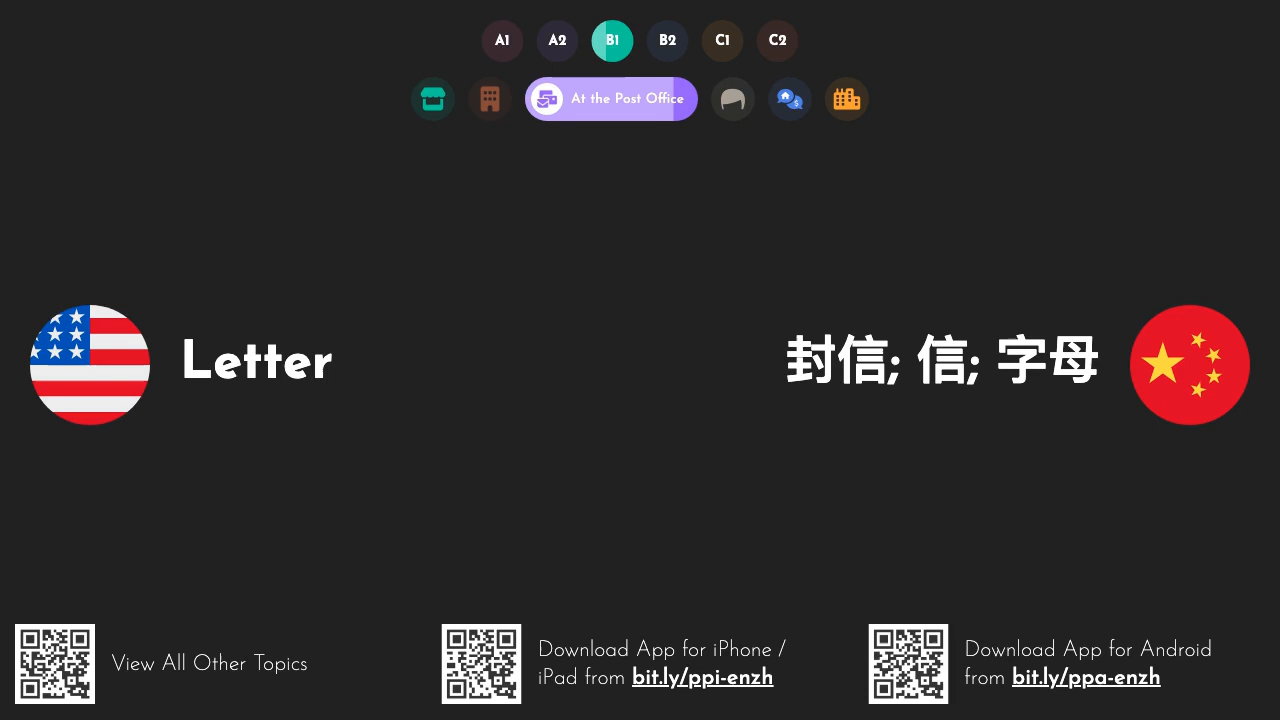 A1 A2 B1 B2 C1 C2
At the Post Office
Letter
封信; 信; 字母
View All Other Topics
Download App for iPhone /
iPad from bit.ly/ppi-enzh
Download App for Android
from bit.ly/ppa-enzh